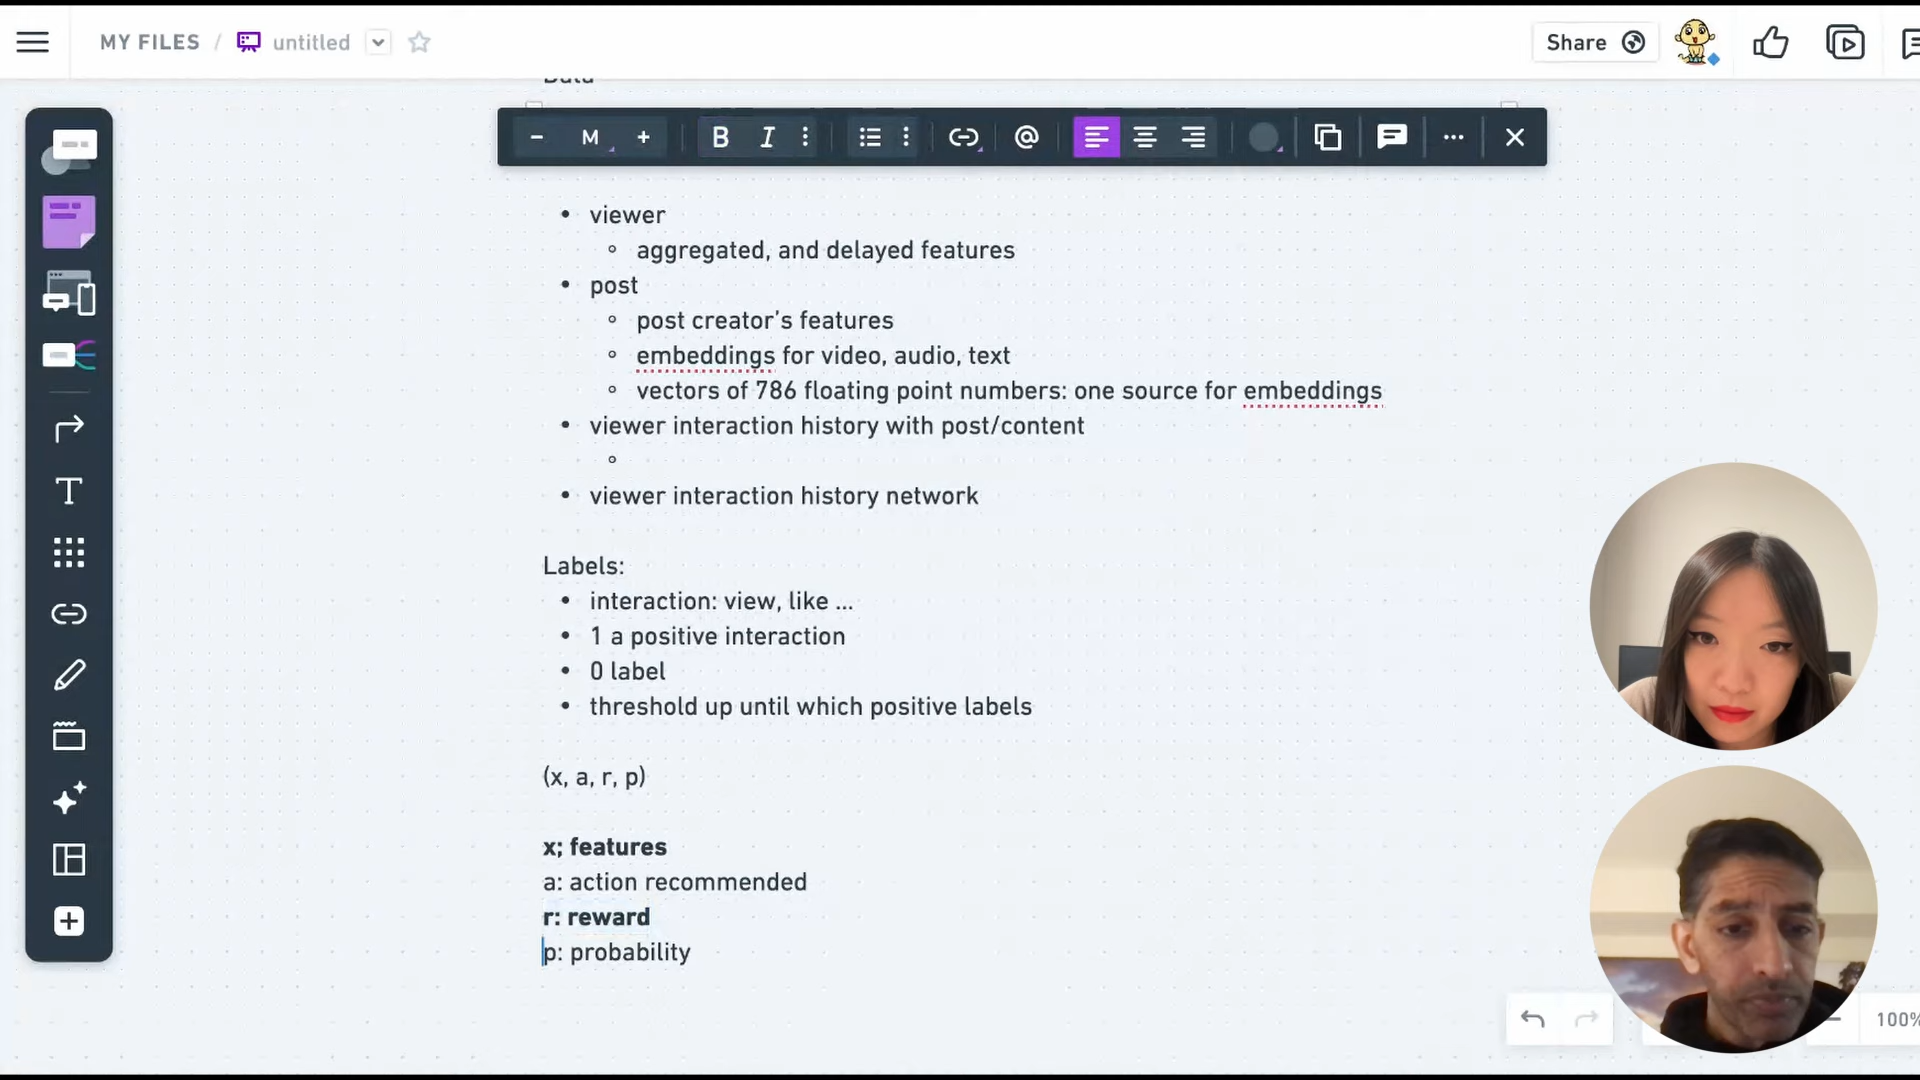 MY FILES / untitled
Share
Data
M
B I
@
viewer
aggregated, and delayed features
post
post creator's features
embeddings for video, audio, text
vectors of 786 floating point numbers: one source for embeddings
viewer interaction history with post/content
viewer interaction history network
Labels:
interaction: view, like ...
1 a positive interaction
0 label
threshold up until which positive labels
(x, a, r, p)
x; features
a: action recommended
r: reward
p: probability
100%